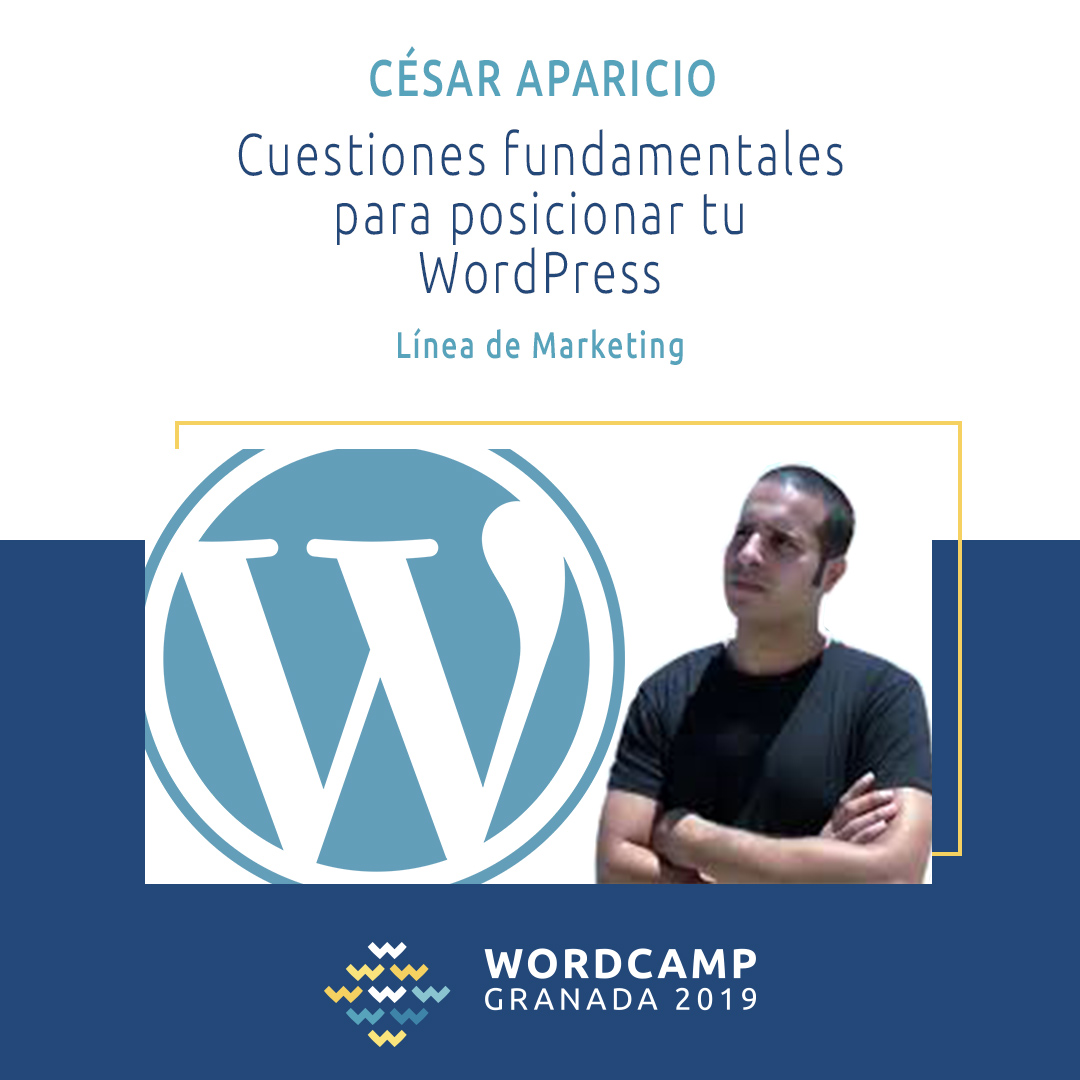 CÉSAR APARICIO
Cuestiones fundamentales
para posicionar tu
WordPress
Línea de Marketing
W
WORDCAMP
GRANADA 2019